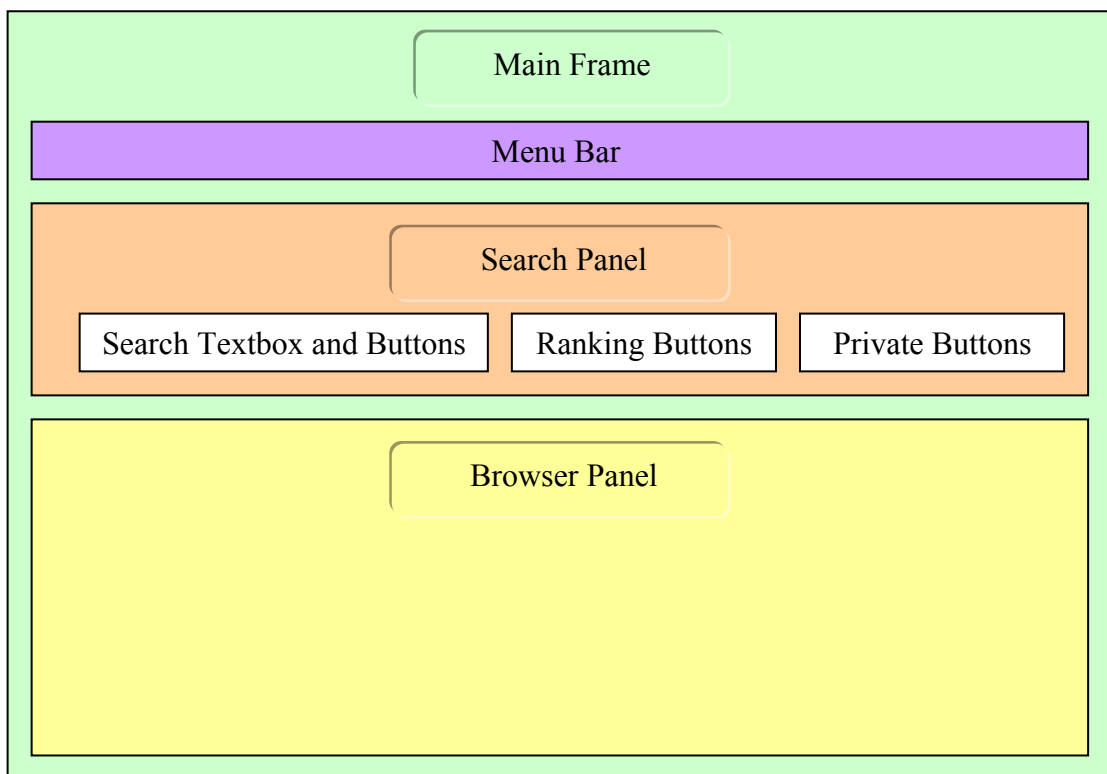 Main Frame
Menu Bar
Search Panel
Search Textbox and Buttons
Ranking Buttons
Private Buttons
Browser Panel